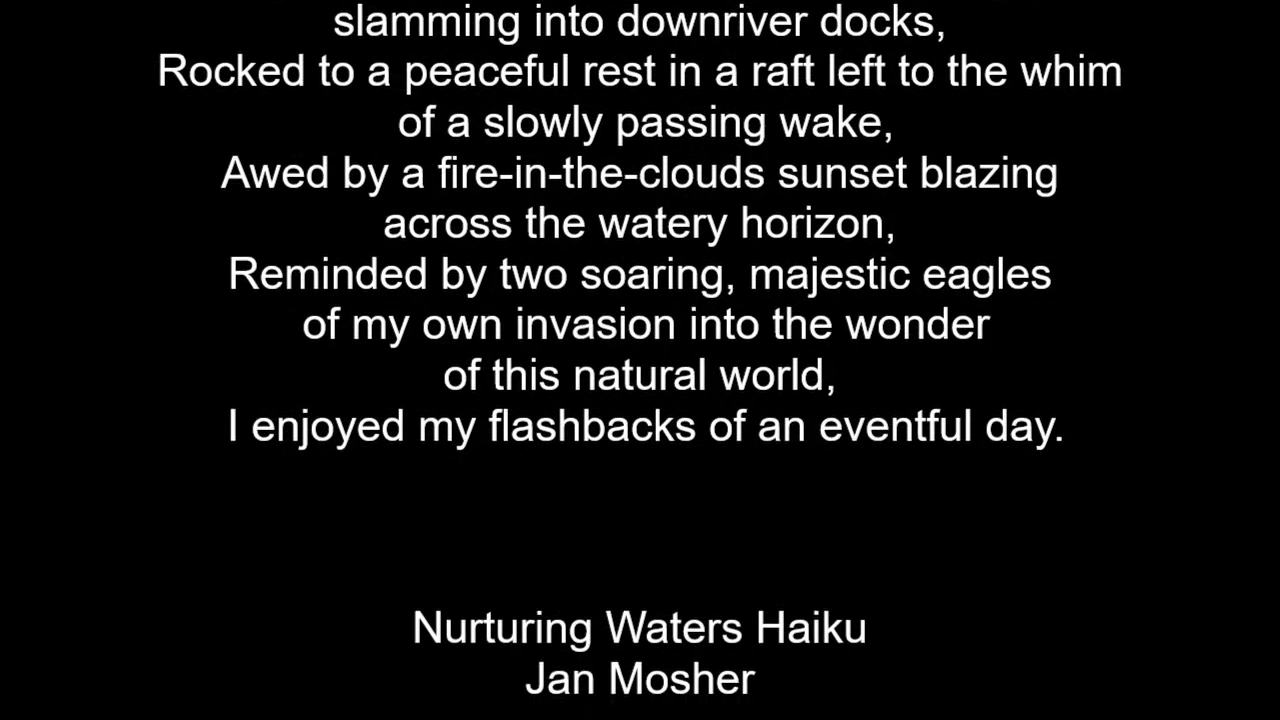 slamming into downriver docks,
Rocked to a peaceful rest in a raft left to the whim
of a slowly passing wake,
Awed by a fire-in-the-clouds sunset blazing
across the watery horizon,
Reminded by two soaring, majestic eagles
of my own invasion into the wonder
of this natural world,
I enjoyed my flashbacks of an eventful day.
Nurturing Waters Haiku
Jan Mosher